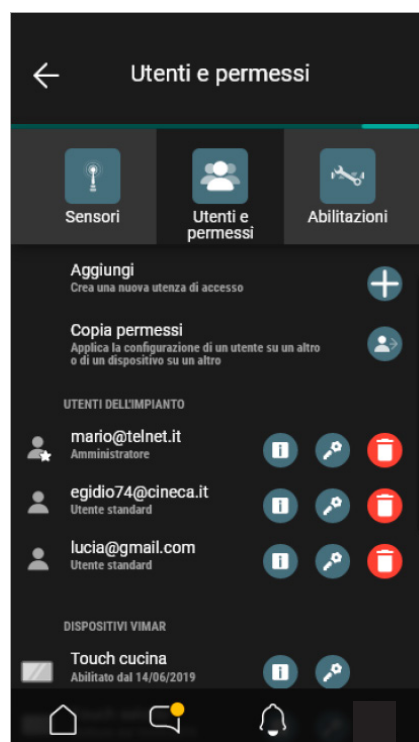 Utenti e permessi
Sensori
Utenti e
permessi
Abilitazioni
Aggiungi
Crea una nuova utenza di accesso
Copia permessi
Applica la configurazione di un utente su un altro
o di un dispositivo su un altro
UTENTI DELL'IMPIANTO
mario@telnet.it
Amministratore
egidio74@cineca.it
Utente standard
lucia@gmail.com
Utente standard
DISPOSITIVI VIMAR
Touch cucina
Abilitato dal 14/06/2019